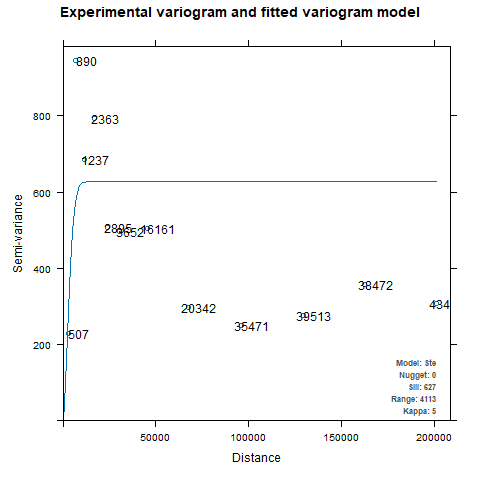 Experimental variogram and fitted variogram model
890
2363
1237
2895
3652
16161
20342
35471
39513
38472
434
507
800
600
400
200
Semi-variance
50000
100000
150000
200000
Distance
Model: Ste
Nugget: 0
Sill: 627
Range: 4113
Kappa: 5